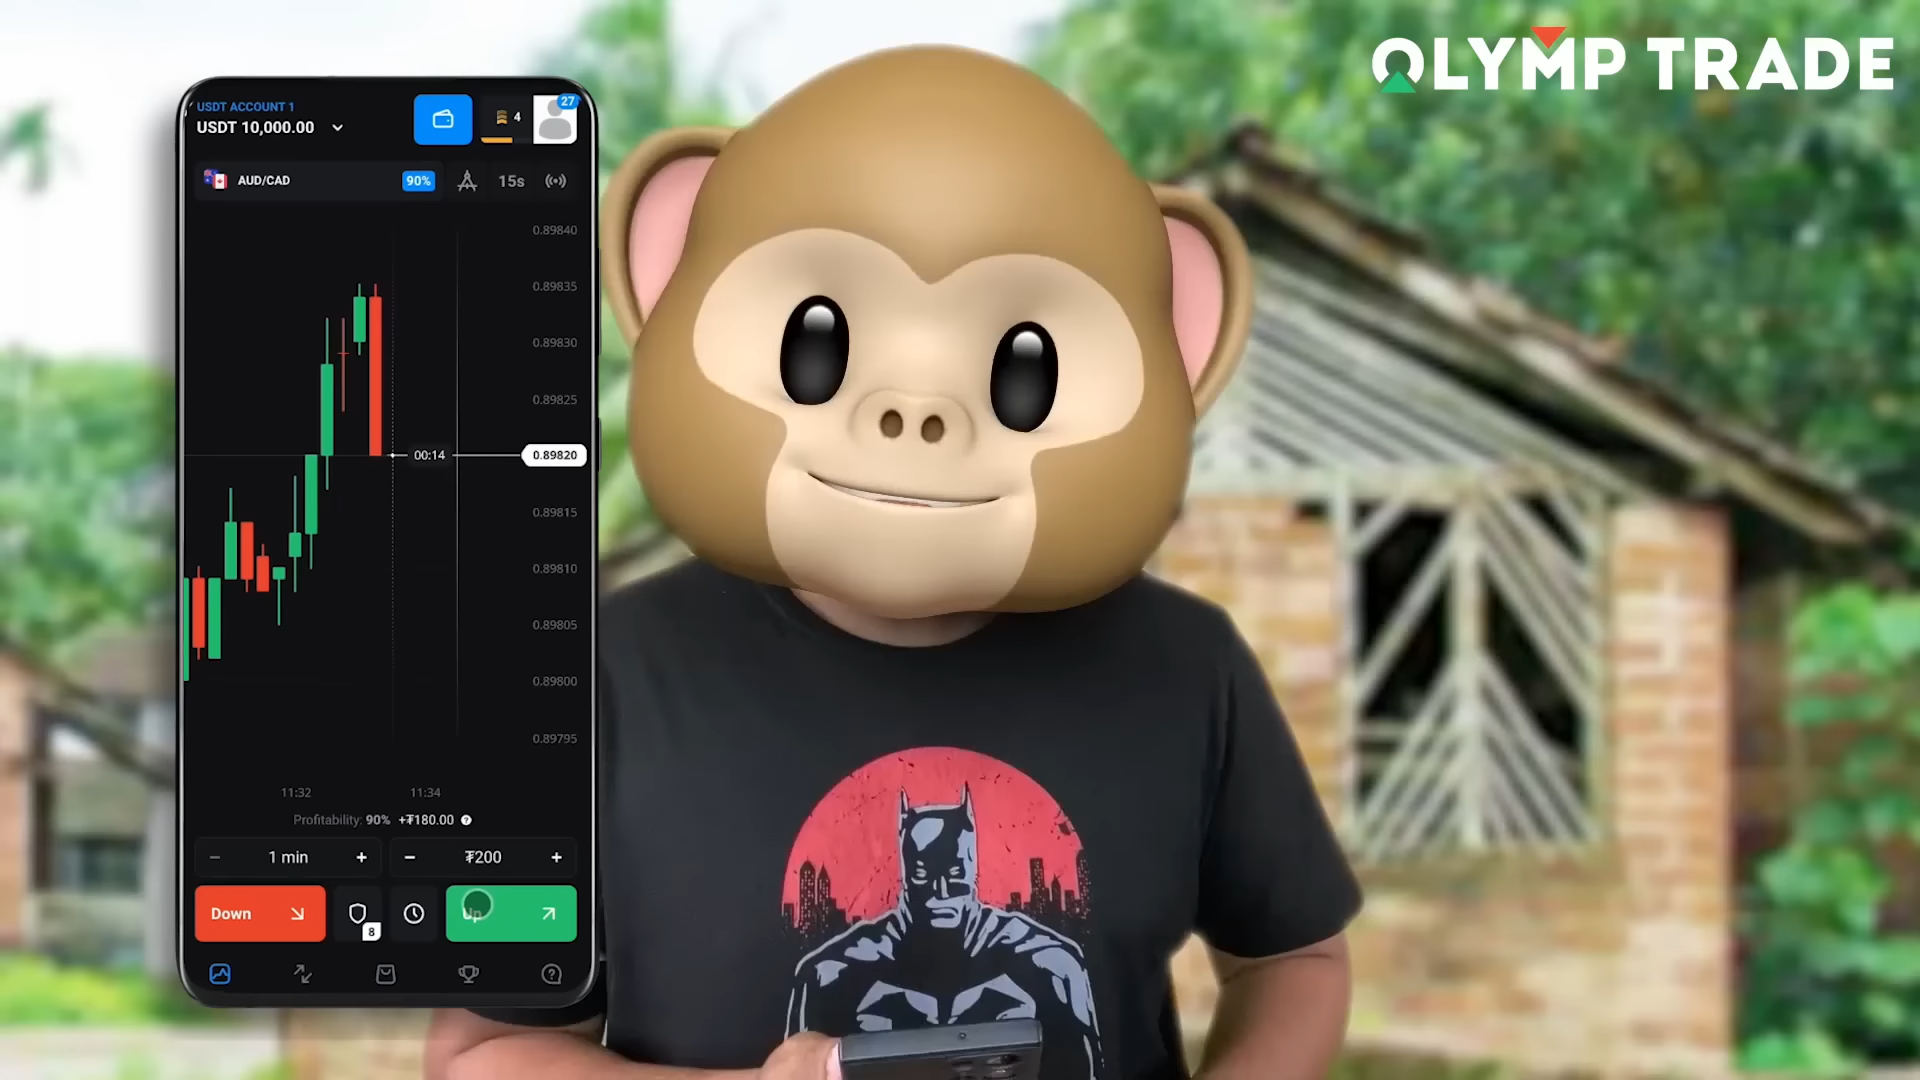 OLYMP TRADE
USDT ACCOUNT 1
USDT 10,000.00
4
27
AUD/CAD
90%
15s
0.89840
0.89835
0.89830
0.89825
00:14
0.89820
0.89815
0.89810
0.89805
0.89800
0.89795
11:32
11:34
Profitability: 90% +₮180.00 ?
− 1 min +
− ₮200 +
Down
8
Up